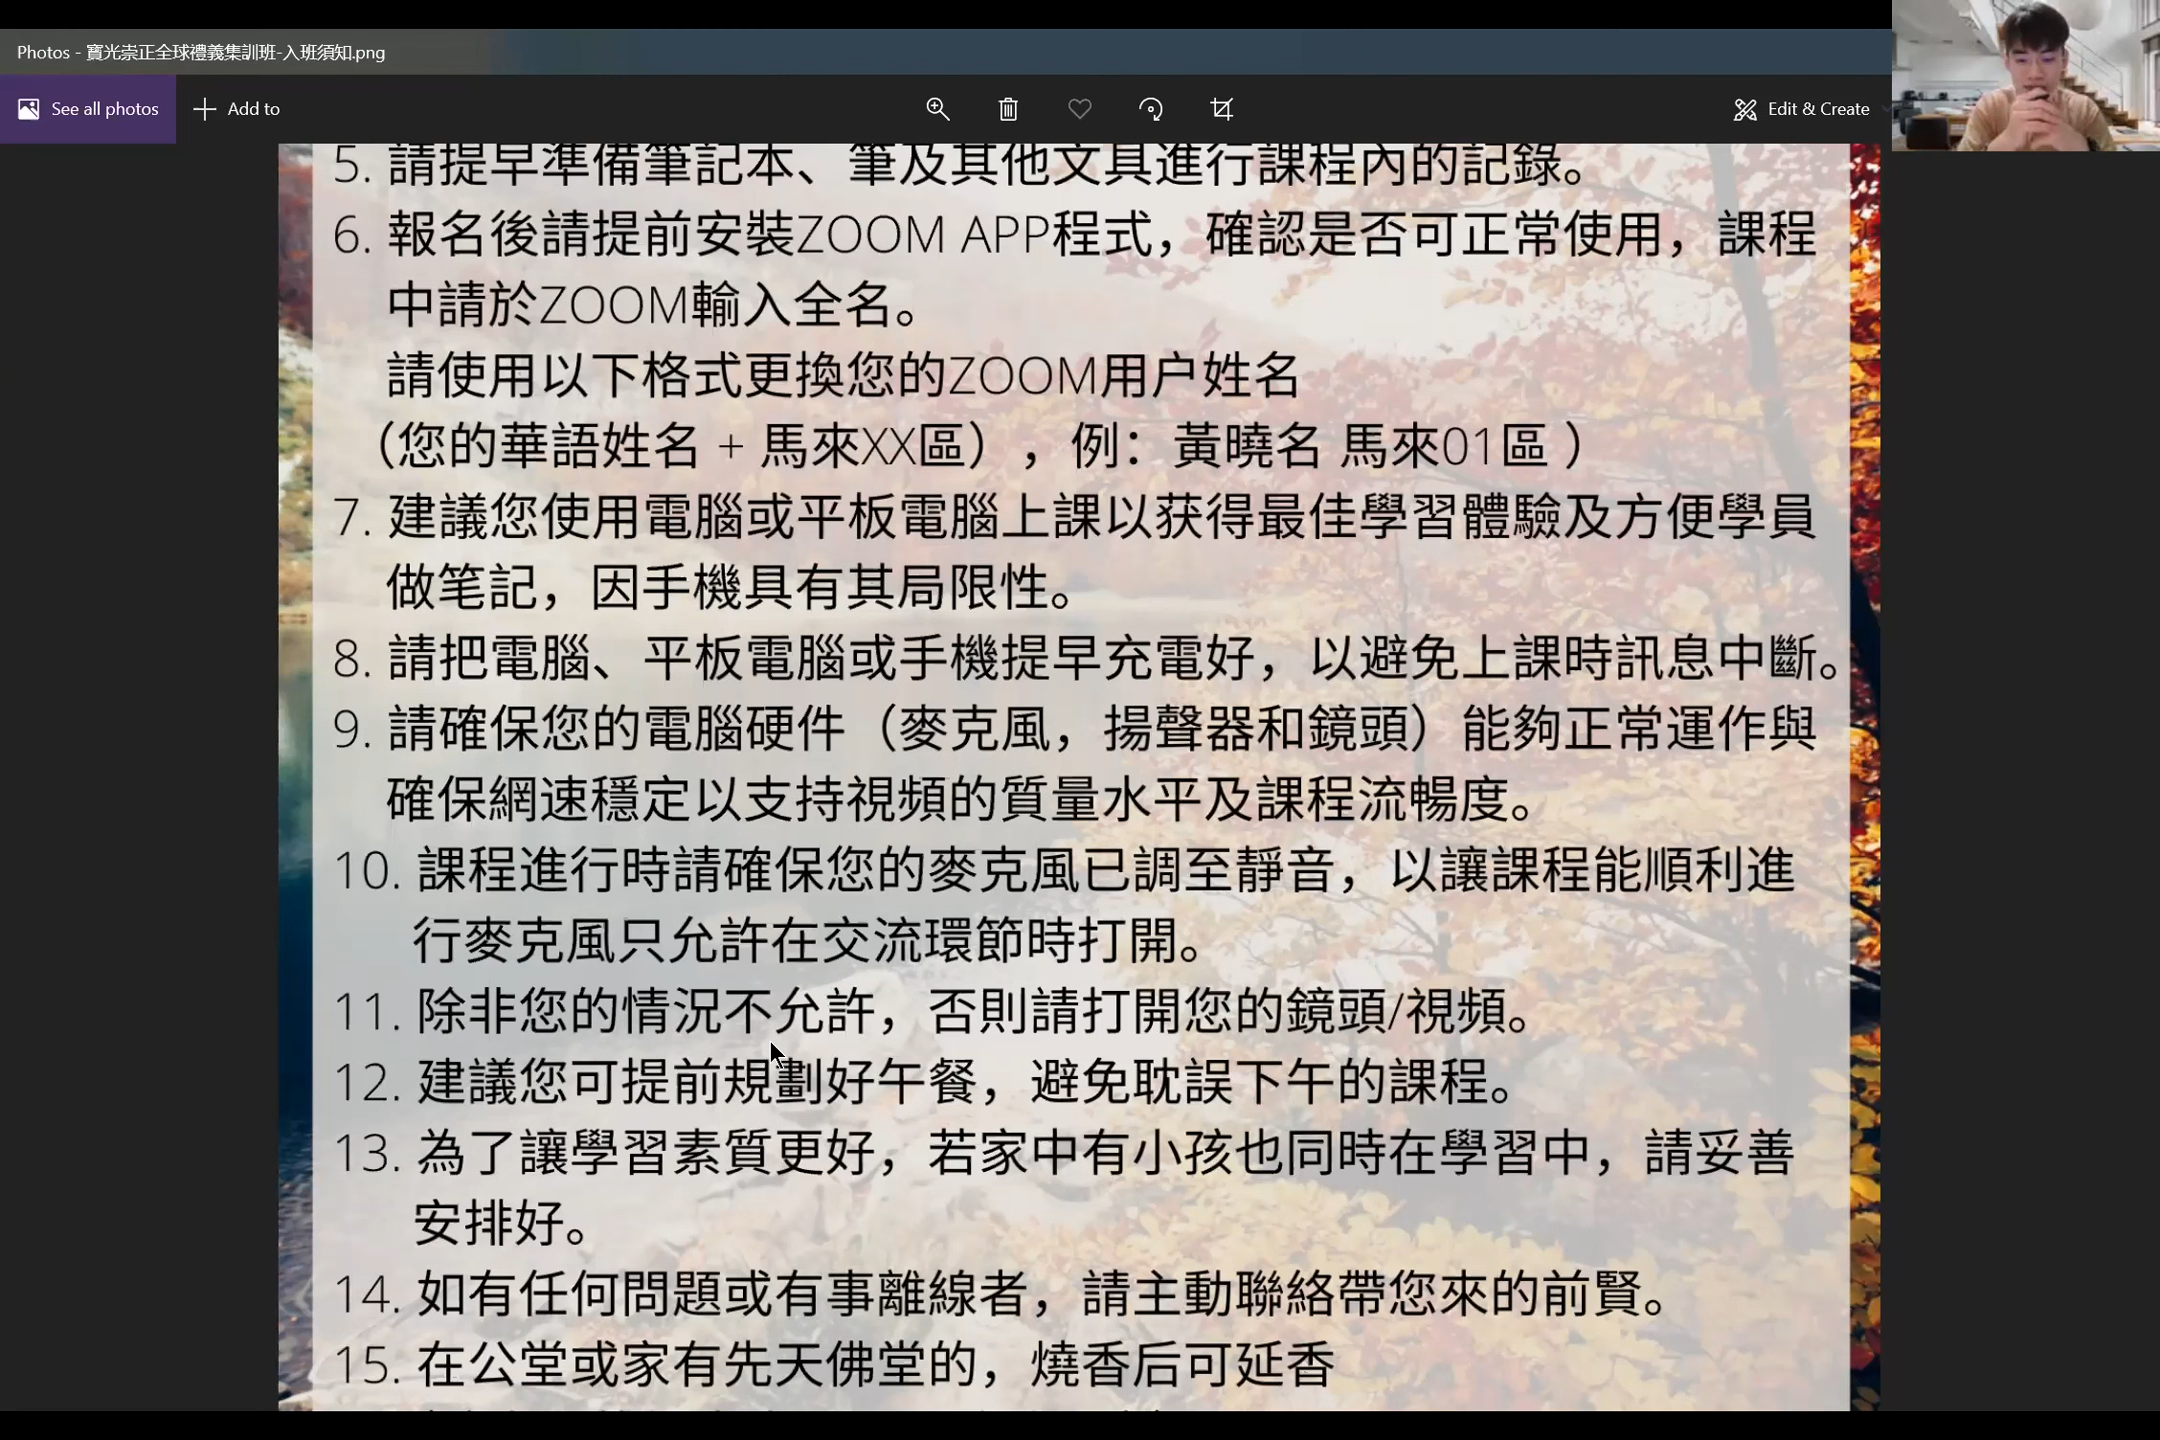 Photos - 寶光崇正全球禮義集訓班-入班須知.png
See all photos
Add to
Edit & Create
5. 請提早準備筆記本、筆及其他文具進行課程內的記錄。
6. 報名後請提前安裝ZOOM APP程式，確認是否可正常使用，課程
中請於ZOOM輸入全名。
請使用以下格式更換您的ZOOM用户姓名
（您的華語姓名 + 馬來XX區），例：黃曉名 馬來01區 ）
7. 建議您使用電腦或平板電腦上課以获得最佳學習體驗及方便學員
做笔記，因手機具有其局限性。
8. 請把電腦、平板電腦或手機提早充電好，以避免上課時訊息中斷。
9. 請確保您的電腦硬件（麥克風，揚聲器和鏡頭）能夠正常運作與
確保網速穩定以支持視頻的質量水平及課程流暢度。
10. 課程進行時請確保您的麥克風已調至靜音，以讓課程能順利進
行麥克風只允許在交流環節時打開。
11. 除非您的情況不允許，否則請打開您的鏡頭/視頻。
12. 建議您可提前規劃好午餐，避免耽誤下午的課程。
13. 為了讓學習素質更好，若家中有小孩也同時在學習中，請妥善
安排好。
14. 如有任何問題或有事離線者，請主動聯絡帶您來的前賢。
15. 在公堂或家有先天佛堂的，燒香后可延香